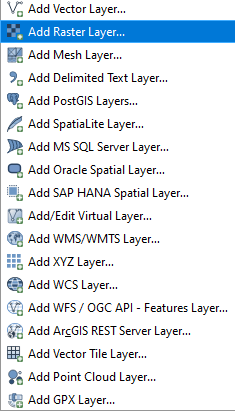 Add Vector Layer...
Add Raster Layer...
Add Mesh Layer...
Add Delimited Text Layer...
Add PostGIS Layers...
Add SpatiaLite Layer...
Add MS SQL Server Layer...
Add Oracle Spatial Layer...
Add SAP HANA Spatial Layer...
Add/Edit Virtual Layer...
Add WMS/WMTS Layer...
Add XYZ Layer...
Add WCS Layer...
Add WFS / OGC API - Features Layer...
Add ArcGIS REST Server Layer...
Add Vector Tile Layer...
Add Point Cloud Layer...
Add GPX Layer...